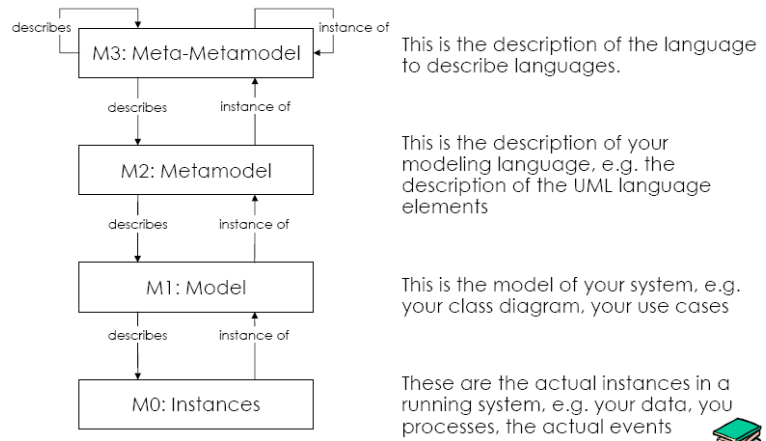 describes
instance of
M3: Meta-Metamodel
This is the description of the language
to describe languages.
describes
instance of
M2: Metamodel
This is the description of your
modeling language, e.g. the
description of the UML language
elements
describes
instance of
M1: Model
This is the model of your system, e.g.
your class diagram, your use cases
describes
instance of
M0: Instances
These are the actual instances in a
running system, e.g. your data, you
processes, the actual events